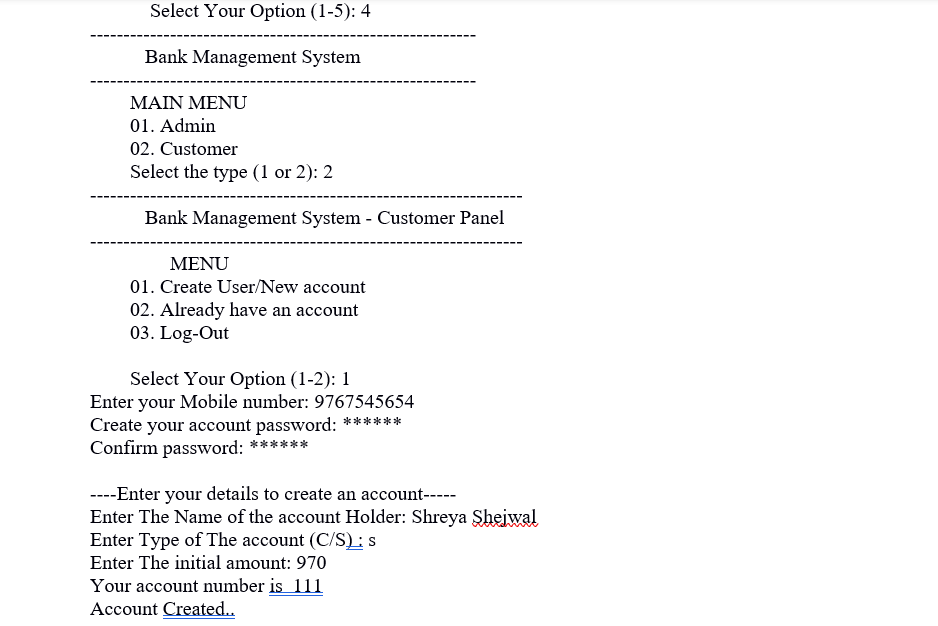 Select Your Option (1-5): 4
----------------------------------------------------------
Bank Management System
----------------------------------------------------------
MAIN MENU
01. Admin
02. Customer
Select the type (1 or 2): 2
-----------------------------------------------------------------
Bank Management System - Customer Panel
-----------------------------------------------------------------
MENU
01. Create User/New account
02. Already have an account
03. Log-Out
Select Your Option (1-2): 1
Enter your Mobile number: 9767545654
Create your account password: ******
Confirm password: ******
----Enter your details to create an account-----
Enter The Name of the account Holder: Shreya Shejwal
Enter Type of The account (C/S) : s
Enter The initial amount: 970
Your account number is  111
Account Created..